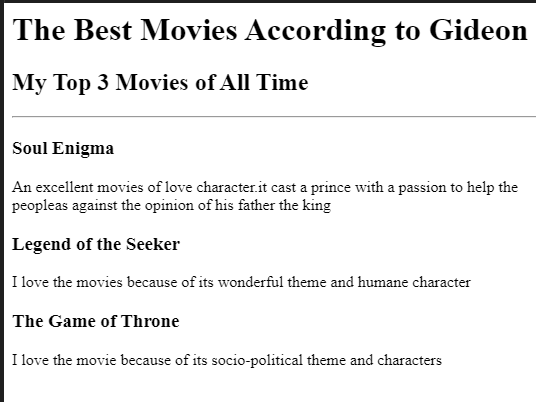 The Best Movies According to Gideon
My Top 3 Movies of All Time
Soul Enigma
An excellent movies of love character.it cast a prince with a passion to help the
peopleas against the opinion of his father the king
Legend of the Seeker
I love the movies because of its wonderful theme and humane character
The Game of Throne
I love the movie because of its socio-political theme and characters